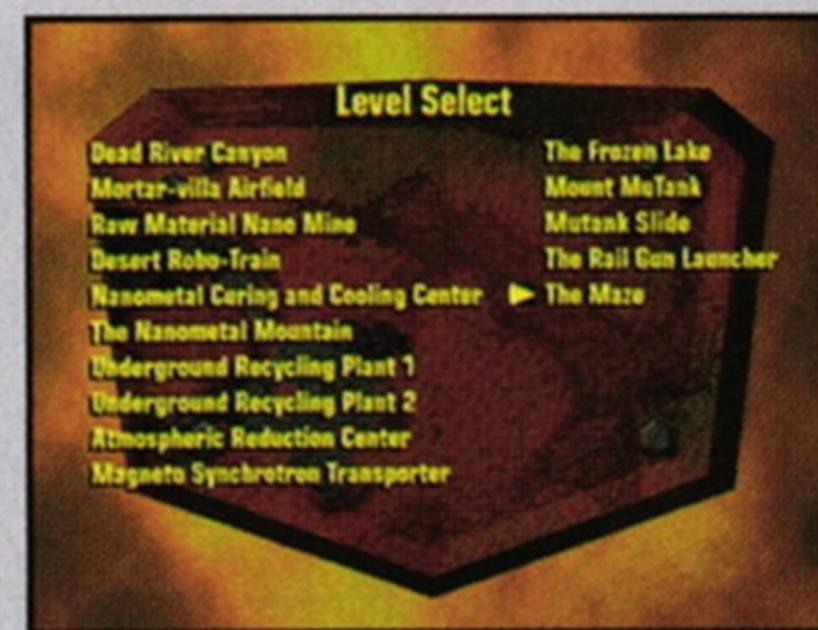 Level Select
Dead River Canyon
Mortar-villa Airfield
Raw Material Nano Mine
Desert Robo-Train
Nanometal Curing and Cooling Center
The Nanometal Mountain
Underground Recycling Plant 1
Underground Recycling Plant 2
Atmospheric Reduction Center
Magneto Synchrotron Transporter
The Frozen Lake
Mount MuTank
Mutank Slide
The Rail Gun Launcher
The Maze